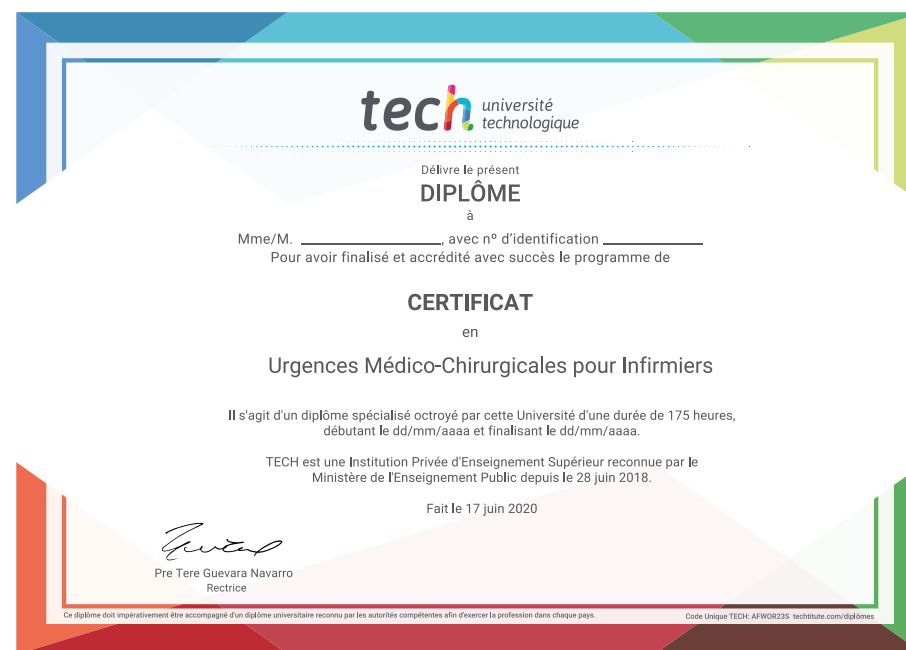 tech université
technologique
Délivre le présent
DIPLÔME
à
Mme/M. ____________________, avec nº d'identification ______________
Pour avoir finalisé et accrédité avec succès le programme de
CERTIFICAT
en
Urgences Médico-Chirurgicales pour Infirmiers
Il s'agit d'un diplôme spécialisé octroyé par cette Université d'une durée de 175 heures,
débutant le dd/mm/aaaa et finalisant le dd/mm/aaaa.
TECH est une Institution Privée d'Enseignement Supérieur reconnue par le
Ministère de l'Enseignement Public depuis le 28 juin 2018.
Fait le 17 juin 2020
Pre Tere Guevara Navarro
Rectrice
Ce diplôme doit impérativement être accompagné d'un diplôme universitaire reconnu par les autorités compétentes afin d'exercer la profession dans chaque pays.
Code Unique TECH: AFWOR23S techtitute.com/diplômes